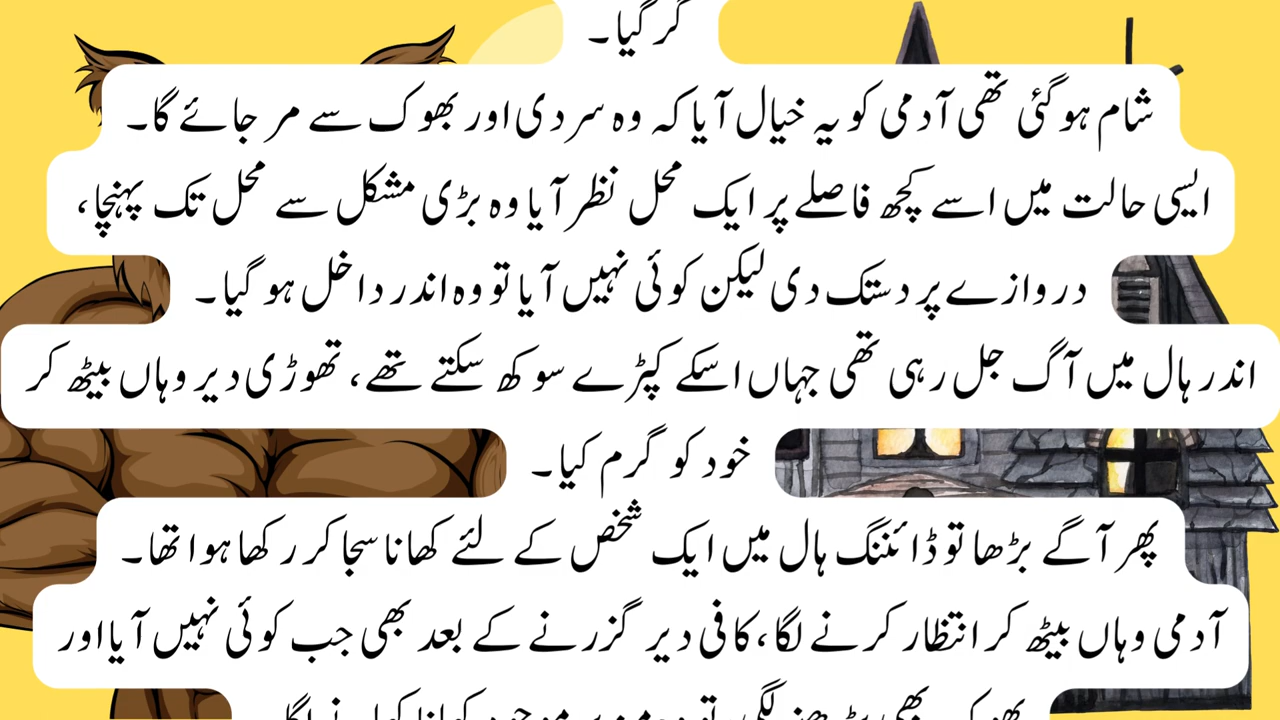 گر گیا۔
شام ہوگئی تھی آدمی کو یہ خیال آیا کہ وہ سردی اور بھوک سے مر جائے گا۔
ایسی حالت میں اسے کچھ فاصلے پر ایک محل نظر آیا وہ بڑی مشکل سے محل تک پہنچا،
دروازے پر دستک دی لیکن کوئی نہیں آیا تو وہ اندر داخل ہو گیا۔
اندر ہال میں آگ جل رہی تھی جہاں اسکے کپڑے سوکھ سکتے تھے، تھوڑی دیر وہاں بیٹھ کر
خود کو گرم کیا۔
پھر آگے بڑھا تو ڈائننگ ہال میں ایک شخص کے لئے کھانا سجا کر رکھا ہوا تھا۔
آدمی وہاں بیٹھ کر انتظار کرنے لگا،کافی دیر گزرنے کے بعد بھی جب کوئی نہیں آیا اور